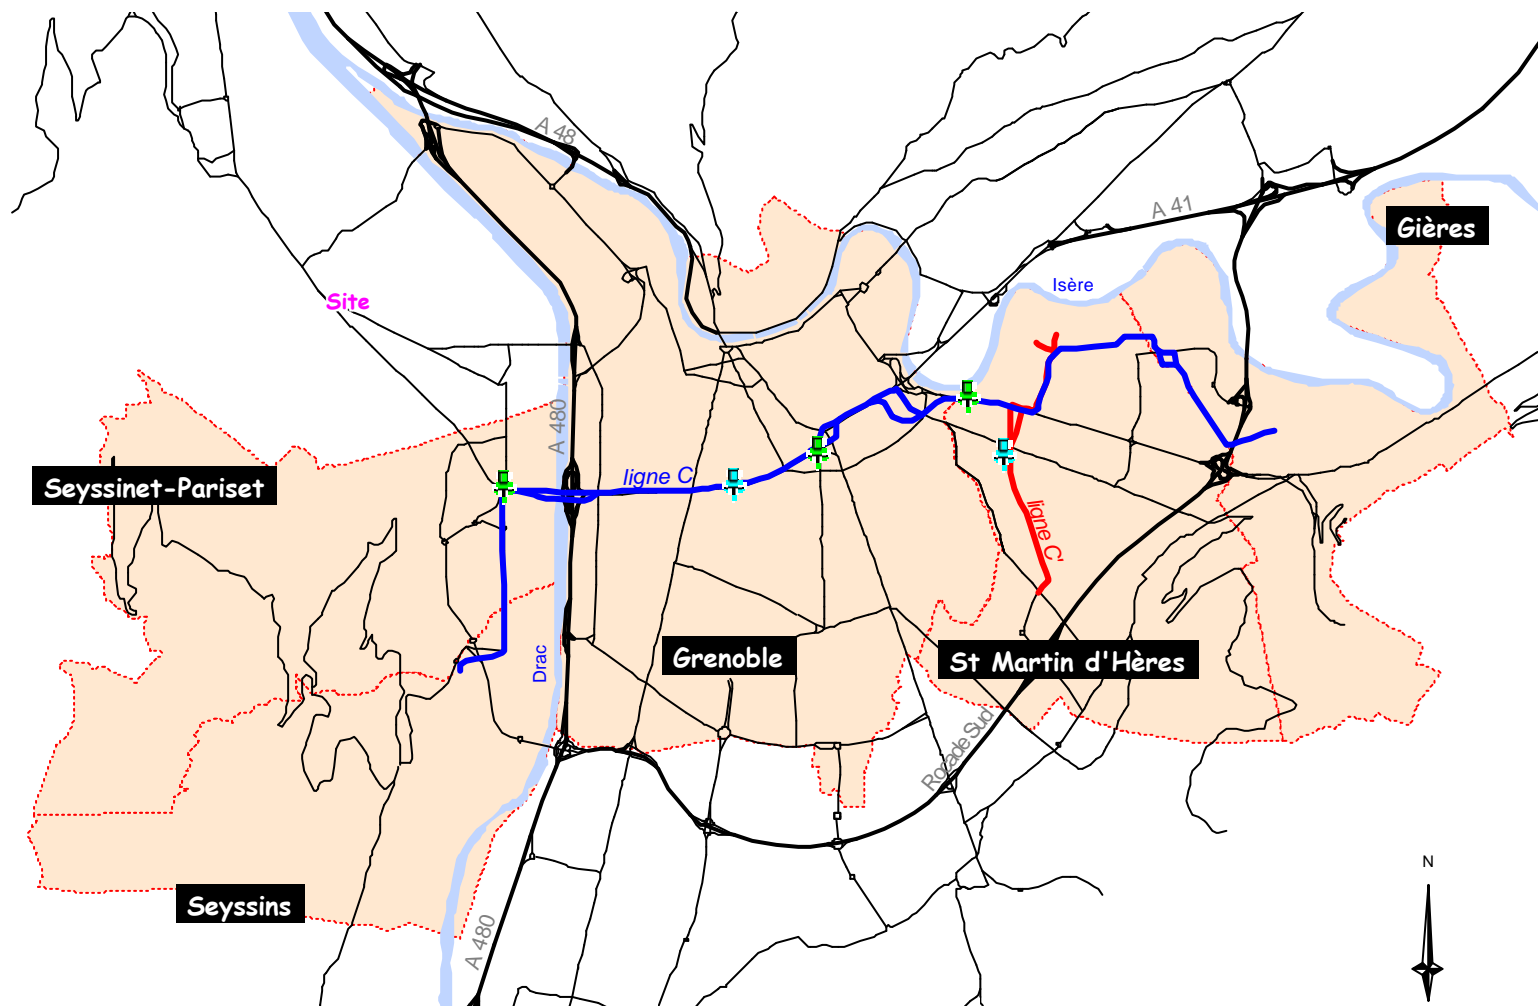 A 48
A 41
Gières
Isère
Site
A 480
ligne C
Seyssinet-Pariset
ligne C'
Drac
Grenoble
St Martin d'Hères
Rocade Sud
N
Seyssins
A 480